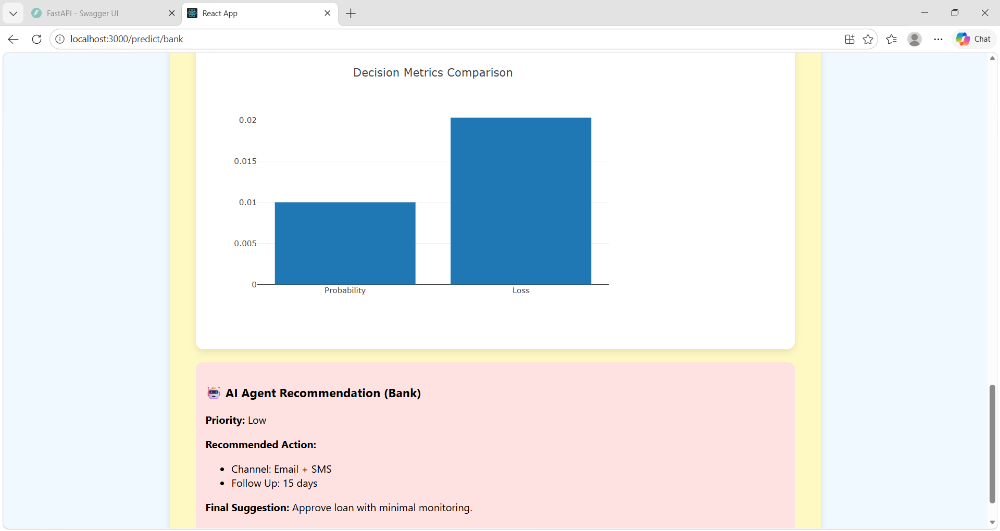 FastAPI - Swagger UI
React App
localhost:3000/predict/bank
Chat
Decision Metrics Comparison
0.02
0.015
0.01
0.005
0
Probability
Loss
AI Agent Recommendation (Bank)
Priority: Low
Recommended Action:
• Channel: Email + SMS
• Follow Up: 15 days
Final Suggestion: Approve loan with minimal monitoring.